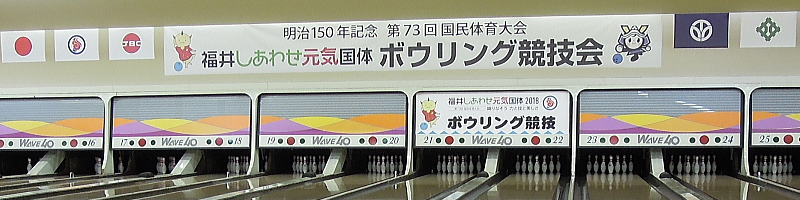 明治150年記念 第73回国民体育大会
福井しあわせ元気国体 ボウリング競技会
JBC
福井しあわせ元気国体 2018
ボウリング競技
16 17 WAVE40 18 19 WAVE40 20 21 WAVE40 22 23 WAVE40 24 25